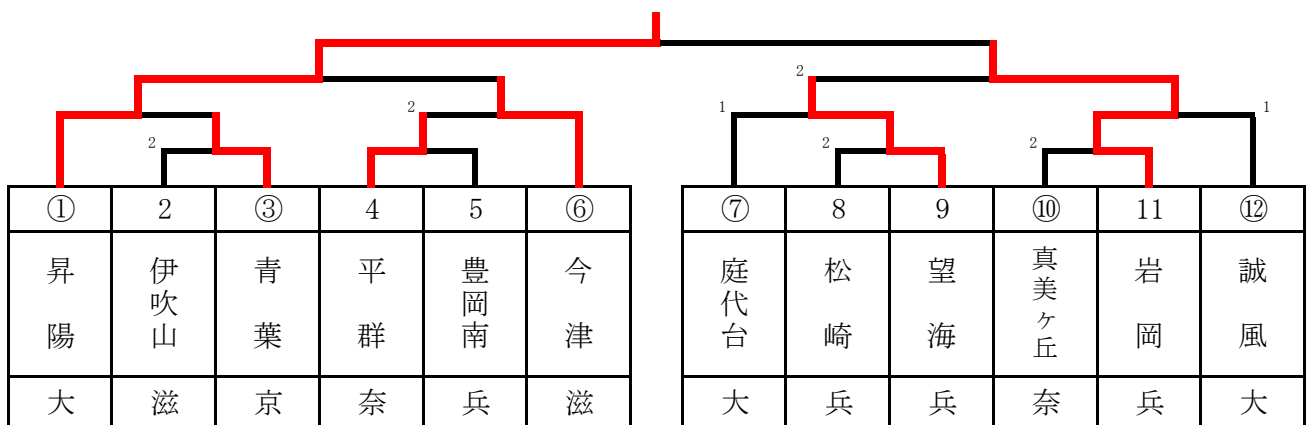 2
2 1 1
2 2 2
① 2 ③ 4 5 ⑥ ⑦ 8 9 ⑩ 11 ⑫
昇陽 伊吹山 青葉 平群 豊岡南 今津 庭代台 松崎 望海 真美ヶ丘 岩岡 誠風
大 滋 京 奈 兵 滋 大 兵 兵 奈 兵 大